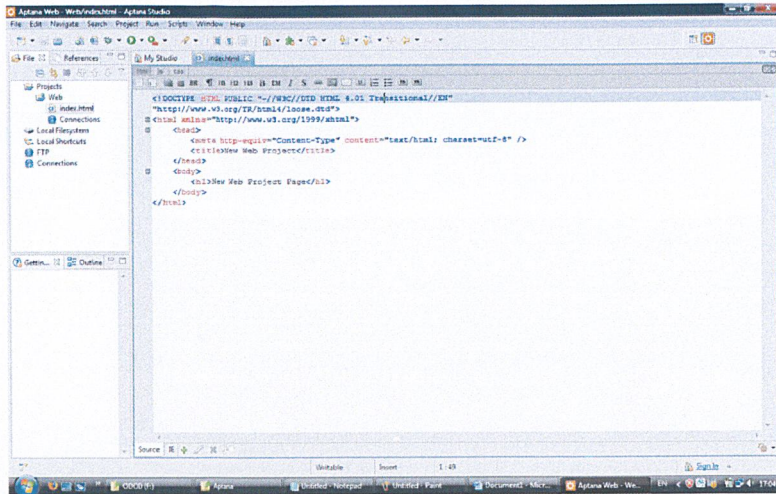 Aptana Web - Web/index.html - Aptana Studio
File Edit Navigate Search Project Run Scripts Window Help
File References
My Studio index.html
Projects
Web
index.html
Connections
Local Filesystem
Local Shortcuts
FTP
Connections
<!DOCTYPE HTML PUBLIC "-//W3C//DTD HTML 4.01 Transitional//EN"
"http://www.w3.org/TR/html4/loose.dtd">
<html xmlns="http://www.w3.org/1999/xhtml">
<head>
<meta http-equiv="Content-Type" content="text/html; charset=utf-8" />
<title>New Web Project</title>
</head>
<body>
<h1>New Web Project Page</h1>
</body>
</html>
Gettin... Outline
Source
Writable Insert 1 : 49 Sign In
Aptana Untitled - Notepad Untitled - Paint Document1 - Micr... Aptana Web - We... EN